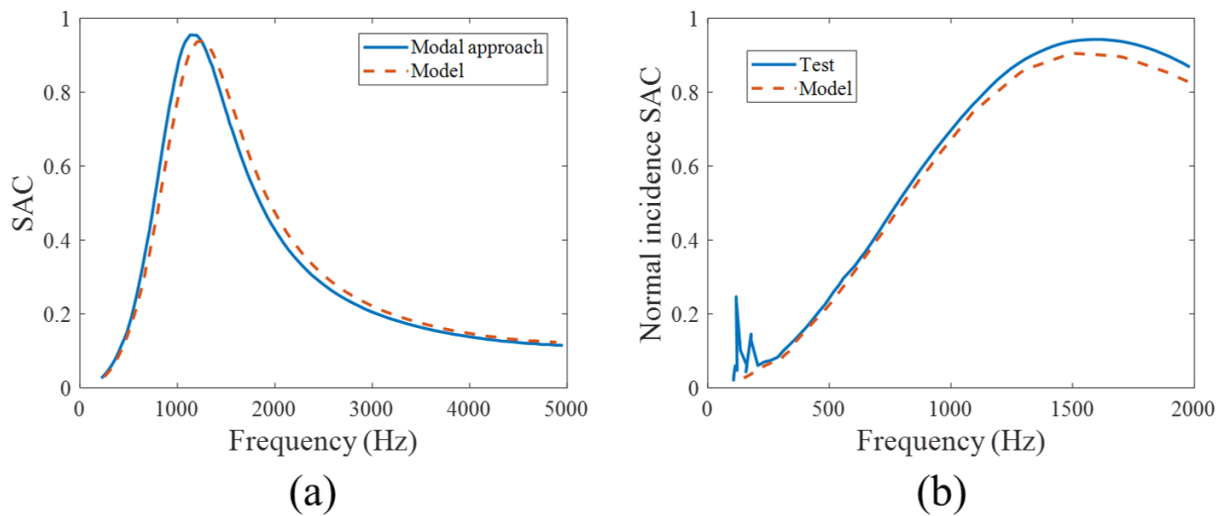 1
0.8
0.6
0.4
0.2
0
SAC
0 1000 2000 3000 4000 5000
Frequency (Hz)
Modal approach
Model
(a)
1
0.8
0.6
0.4
0.2
0
Normal incidence SAC
0 500 1000 1500 2000
Frequency (Hz)
Test
Model
(b)